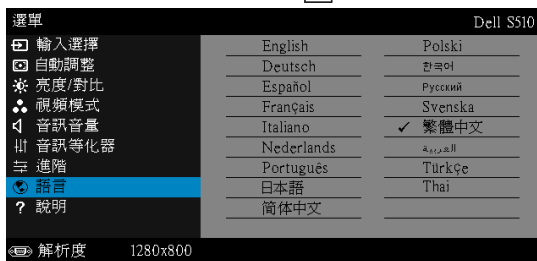 選單 Dell S510
輸入選擇
自動調整
亮度/對比
視頻模式
音訊音量
音訊等化器
進階
語言
? 說明
English Polski
Deutsch 한국어
Español Русский
Français Svenska
Italiano ✓ 繁體中文
Nederlands العربية
Português Türkçe
日本語 Thai
简体中文
解析度 1280x800